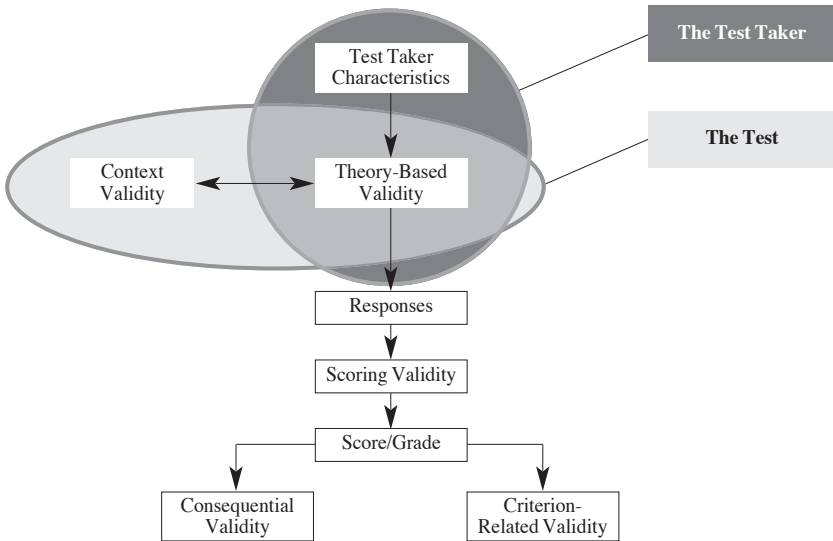 The Test Taker
Test Taker
Characteristics
The Test
Context
Validity
Theory-Based
Validity
Responses
Scoring Validity
Score/Grade
Consequential
Validity
Criterion-
Related Validity